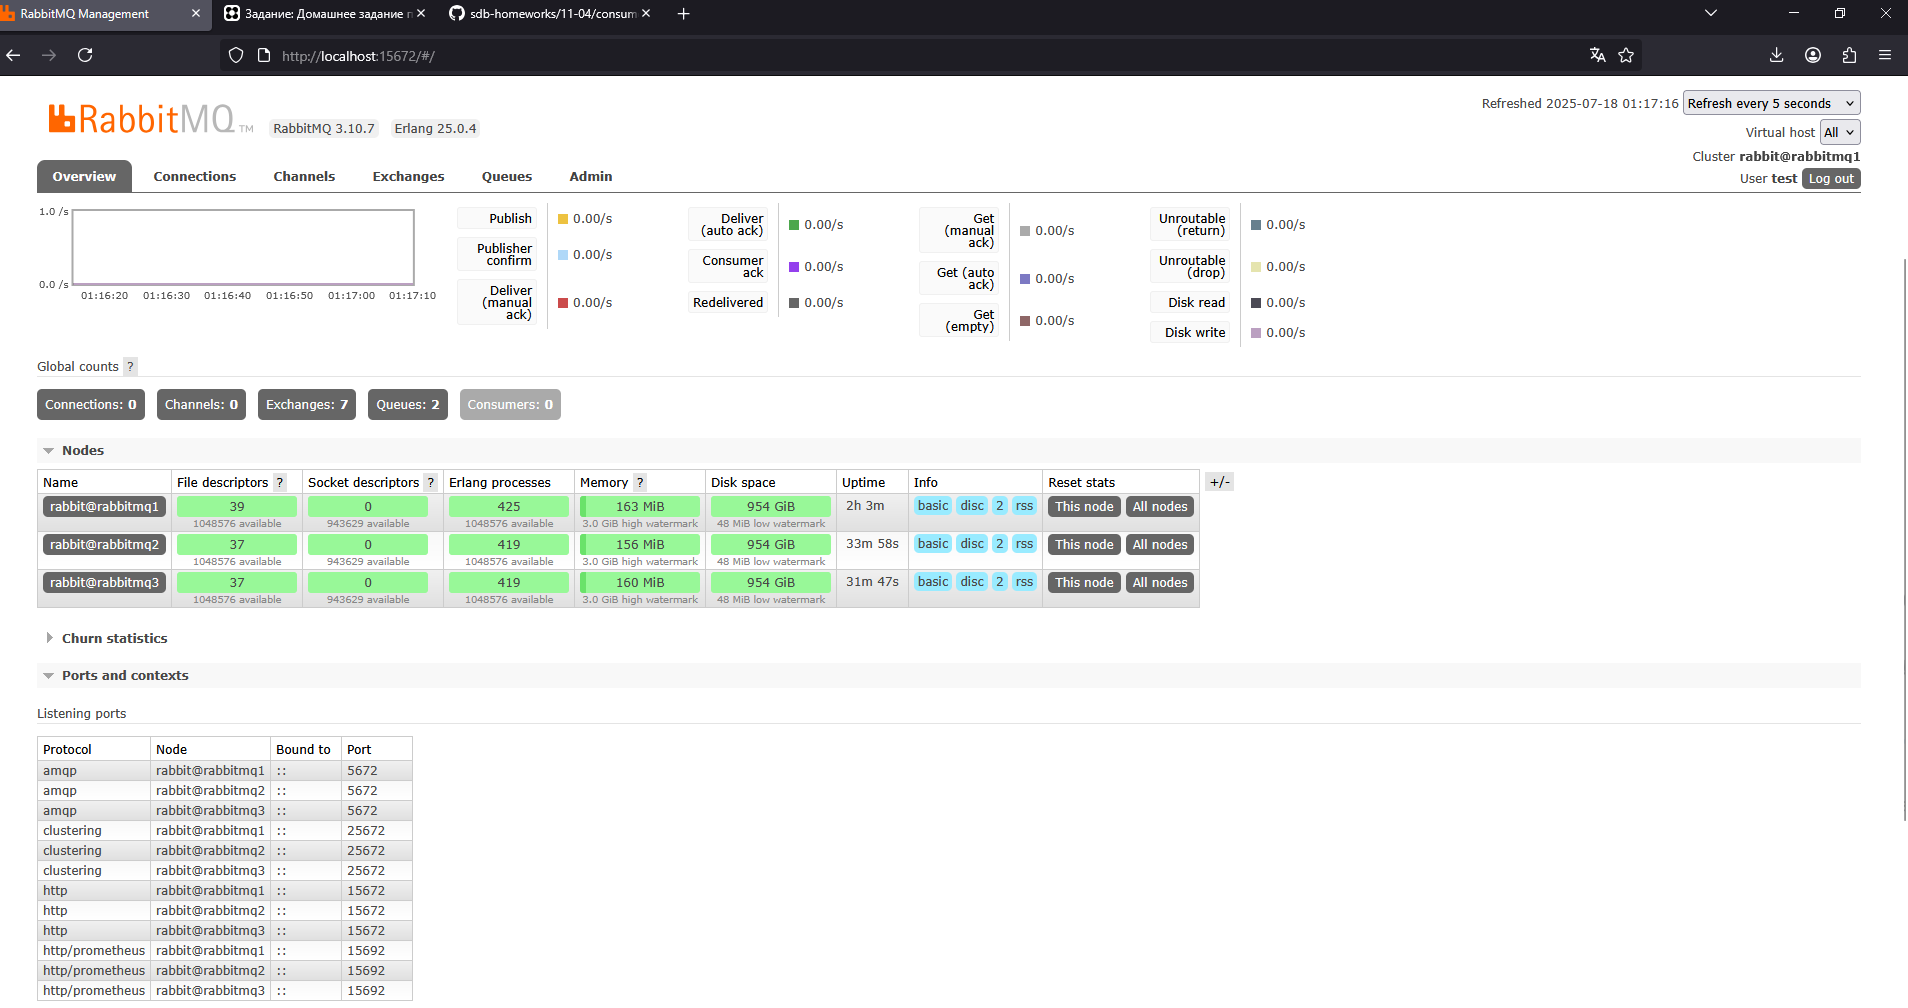 RabbitMQ Management
Задание: Домашнее задание п
sdb-homeworks/11-04/consum
http://localhost:15672/#/
RabbitMQ TM
RabbitMQ 3.10.7 Erlang 25.0.4
Refreshed 2025-07-18 01:17:16 Refresh every 5 seconds
Virtual host All
Cluster rabbit@rabbitmq1
User test Log out
Overview Connections Channels Exchanges Queues Admin
1.0 /s
0.0 /s
01:16:20 01:16:30 01:16:40 01:16:50 01:17:00 01:17:10
Publish 0.00/s
Publisher confirm 0.00/s
Deliver (manual ack) 0.00/s
Deliver (auto ack) 0.00/s
Consumer ack 0.00/s
Redelivered 0.00/s
Get (manual ack) 0.00/s
Get (auto ack) 0.00/s
Get (empty) 0.00/s
Unroutable (return) 0.00/s
Unroutable (drop) 0.00/s
Disk read 0.00/s
Disk write 0.00/s
Global counts ?
Connections: 0 Channels: 0 Exchanges: 7 Queues: 2 Consumers: 0
Nodes
Name File descriptors ? Socket descriptors ? Erlang processes Memory ? Disk space Uptime Info Reset stats +/-
rabbit@rabbitmq1 39 0 425 163 MiB 954 GiB 2h 3m basic disc 2 rss This node All nodes
1048576 available 943629 available 1048576 available 3.0 GiB high watermark 48 MiB low watermark
rabbit@rabbitmq2 37 0 419 156 MiB 954 GiB 33m 58s basic disc 2 rss This node All nodes
1048576 available 943629 available 1048576 available 3.0 GiB high watermark 48 MiB low watermark
rabbit@rabbitmq3 37 0 419 160 MiB 954 GiB 31m 47s basic disc 2 rss This node All nodes
1048576 available 943629 available 1048576 available 3.0 GiB high watermark 48 MiB low watermark
Churn statistics
Ports and contexts
Listening ports
Protocol Node Bound to Port
amqp rabbit@rabbitmq1 :: 5672
amqp rabbit@rabbitmq2 :: 5672
amqp rabbit@rabbitmq3 :: 5672
clustering rabbit@rabbitmq1 :: 25672
clustering rabbit@rabbitmq2 :: 25672
clustering rabbit@rabbitmq3 :: 25672
http rabbit@rabbitmq1 :: 15672
http rabbit@rabbitmq2 :: 15672
http rabbit@rabbitmq3 :: 15672
http/prometheus rabbit@rabbitmq1 :: 15692
http/prometheus rabbit@rabbitmq2 :: 15692
http/prometheus rabbit@rabbitmq3 :: 15692